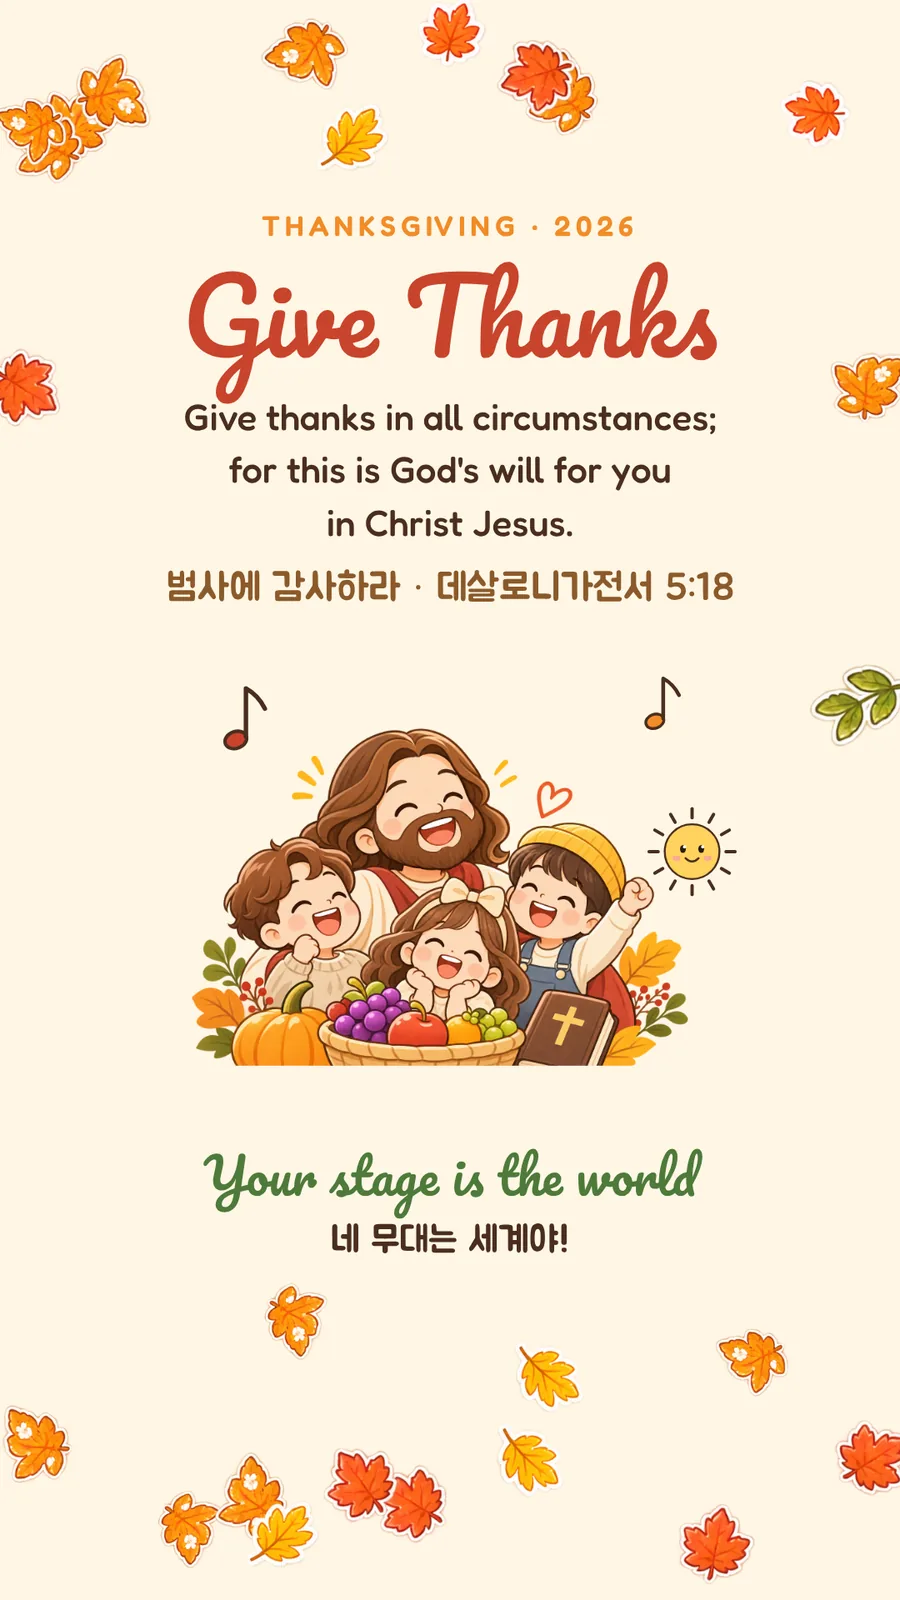 THANKSGIVING · 2026
Give Thanks
Give thanks in all circumstances;
for this is God's will for you
in Christ Jesus.
범사에 감사하라 · 데살로니가전서 5:18
Your stage is the world
네 무대는 세계야!